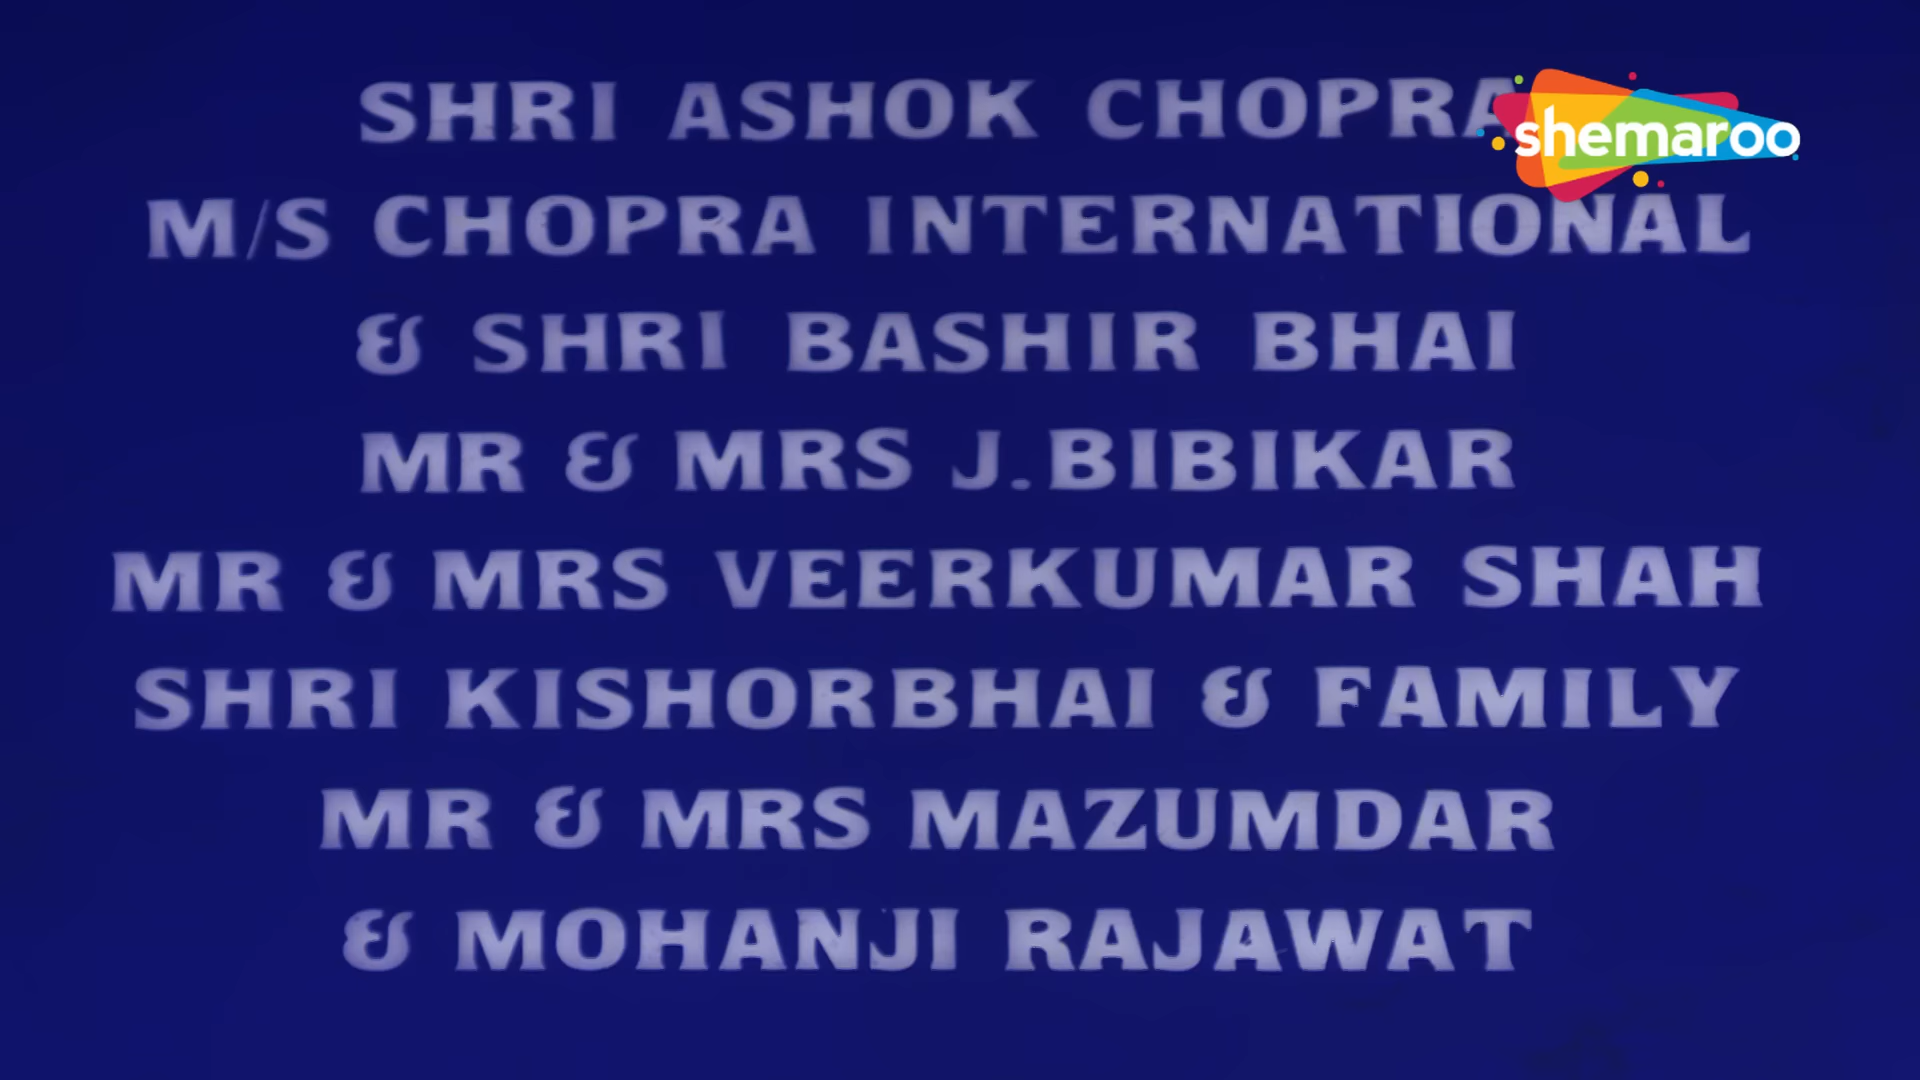 SHRI ASHOK CHOPRA
shemaroo
M/S CHOPRA INTERNATIONAL
& SHRI BASHIR BHAI
MR & MRS J. BIBIKAR
MR & MRS VEERKUMAR SHAH
SHRI KISHORBHAI & FAMILY
MR & MRS MAZUMDAR
& MOHANJI RAJAWAT